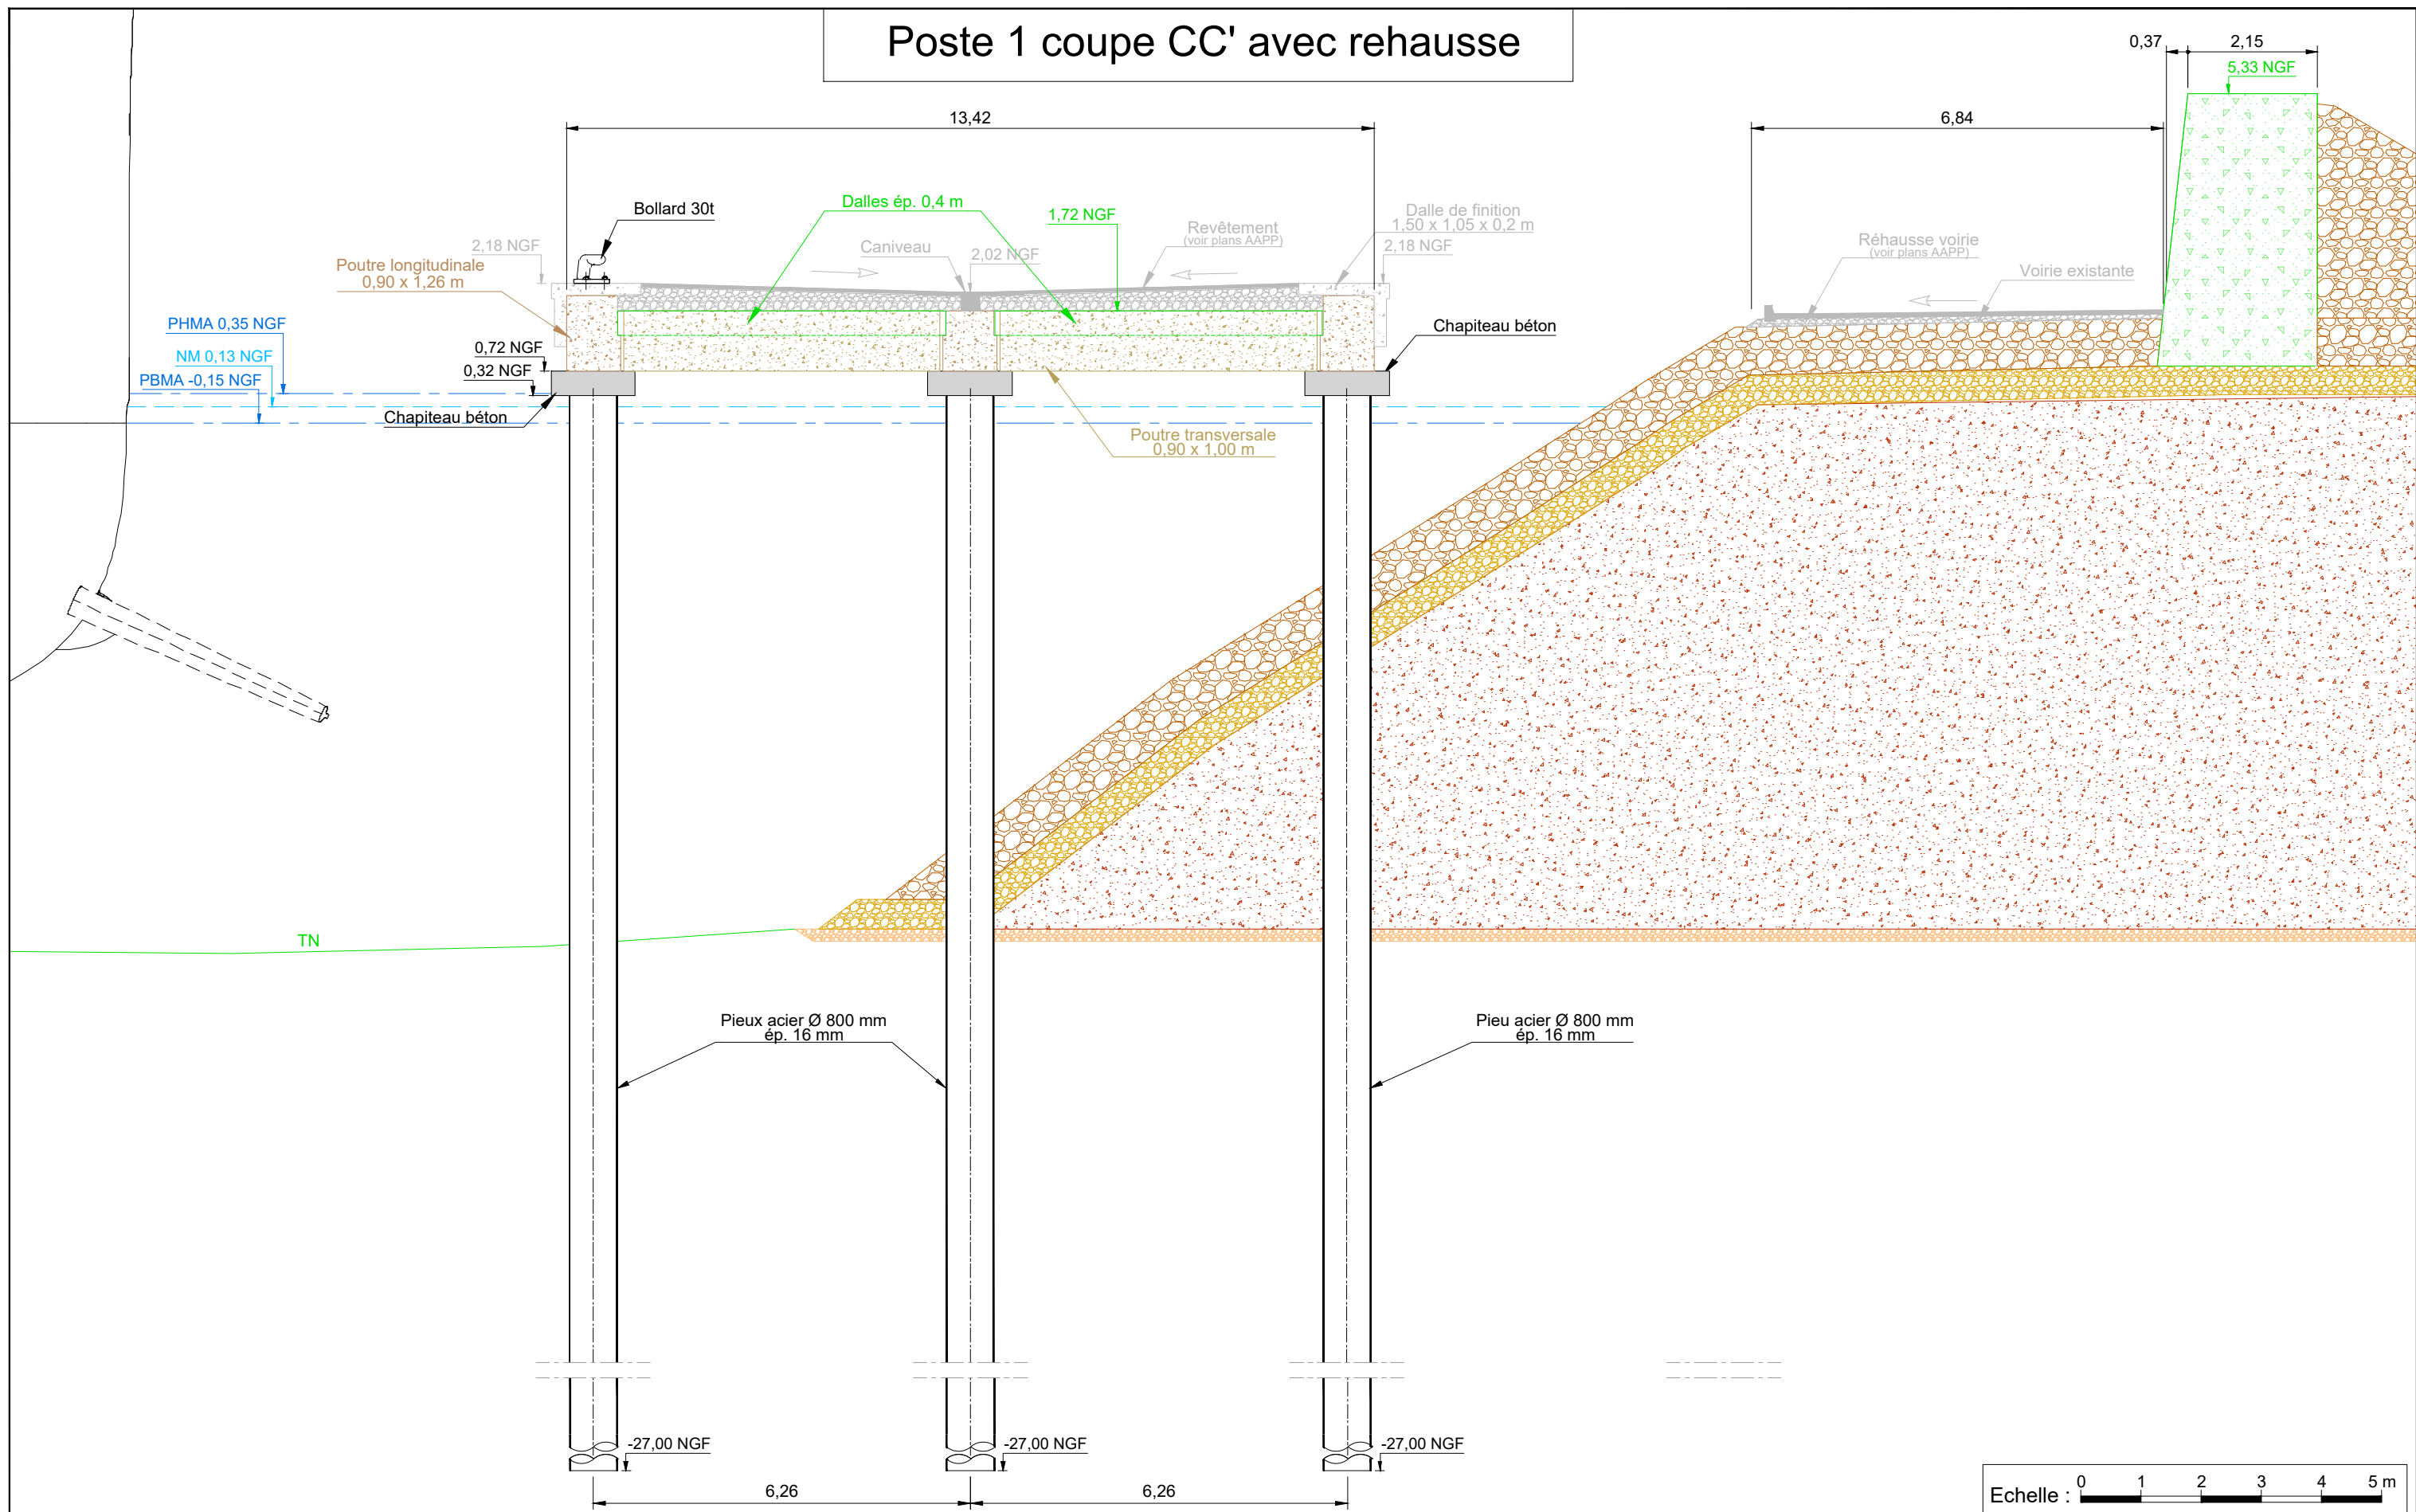 Poste 1 coupe CC' avec rehausse
0,37
2,15
5,33 NGF
13,42
6,84
Bollard 30t
Dalles ép. 0,4 m
1,72 NGF
Revêtement
(voir plans AAPP)
Dalle de finition
1,50 x 1,05 x 0,2 m
2,18 NGF
Caniveau
2,02 NGF
2,18 NGF
Réhausse voirie
(voir plans AAPP)
Voirie existante
Poutre longitudinale
0,90 x 1,26 m
PHMA 0,35 NGF
NM 0,13 NGF
PBMA -0,15 NGF
0,72 NGF
0,32 NGF
Chapiteau béton
Chapiteau béton
Poutre transversale
0,90 x 1,00 m
TN
Pieux acier Ø 800 mm
ép. 16 mm
Pieu acier Ø 800 mm
ép. 16 mm
-27,00 NGF
-27,00 NGF
-27,00 NGF
6,26
6,26
Echelle :
0 1 2 3 4 5 m